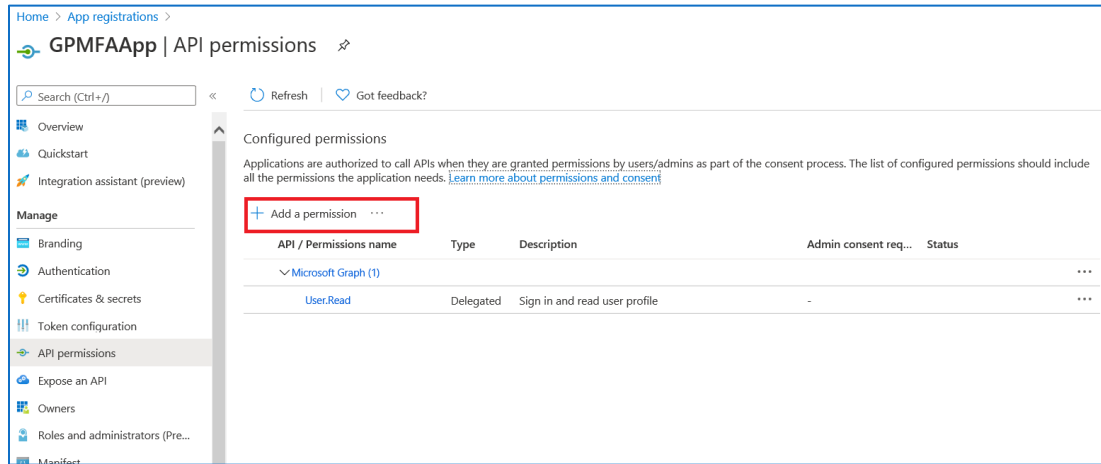 Home > App registrations >
GPMFAApp | API permissions
Search (Ctrl+/)
«
Refresh
Got feedback?
Overview
Quickstart
Integration assistant (preview)
Manage
Branding
Authentication
Certificates & secrets
Token configuration
API permissions
Expose an API
Owners
Roles and administrators (Pre...
Manifest
Configured permissions
Applications are authorized to call APIs when they are granted permissions by users/admins as part of the consent process. The list of configured permissions should include
all the permissions the application needs. Learn more about permissions and consent
+ Add a permission ...
API / Permissions name Type Description Admin consent req... Status
Microsoft Graph (1) ...
User.Read Delegated Sign in and read user profile - ...